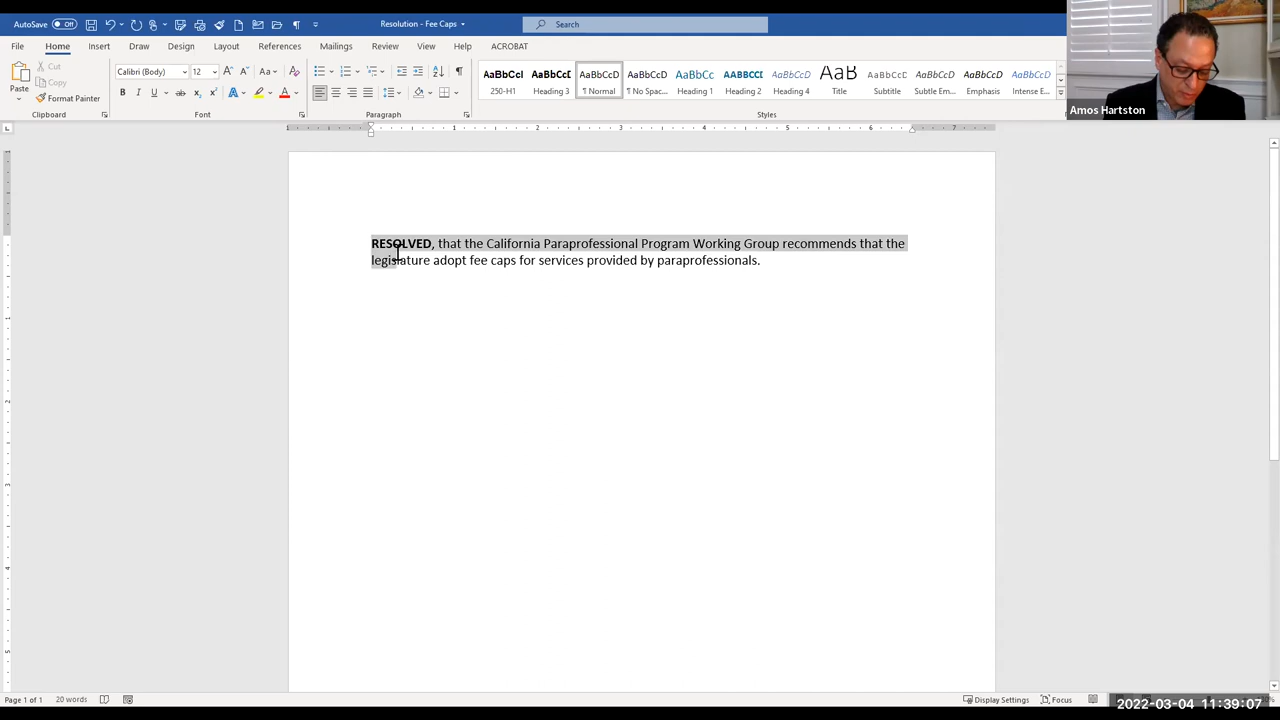 AutoSave Off
Resolution - Fee Caps
Search
File Home Insert Draw Design Layout References Mailings Review View Help ACROBAT
Paste
Cut
Copy
Format Painter
Clipboard
Calibri (Body) 12
Font
Paragraph
AaBbCcI 250-H1
AaBbCcD Heading 3
AaBbCcD ¶ Normal
AaBbCcD ¶ No Spac...
AaBbCc Heading 1
AABBCCD Heading 2
AaBbCcD Heading 4
AaB Title
AaBbCcD Subtitle
AaBbCcD Subtle Em...
AaBbCcD Emphasis
AaBbCcD Intense E...
Styles
Amos Hartston
RESOLVED, that the California Paraprofessional Program Working Group recommends that the
legislature adopt fee caps for services provided by paraprofessionals.
Page 1 of 1 20 words
Display Settings Focus
2022-03-04 11:39:07